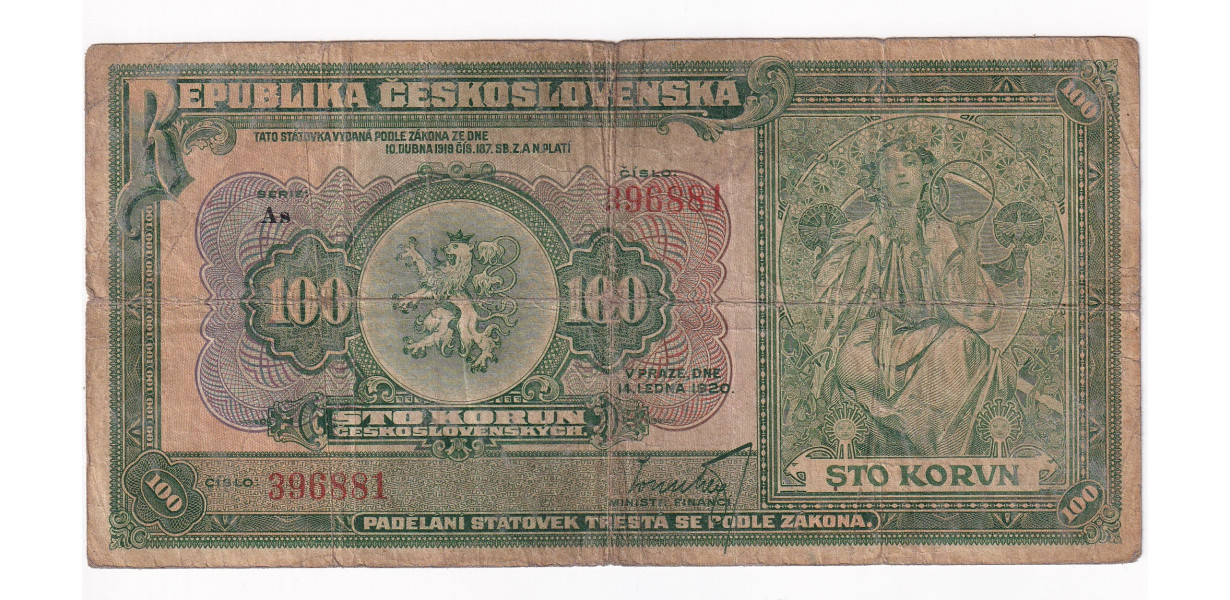 REPUBLIKA ČESKOSLOVENSKÁ
TATO STÁTOVKA VYDANÁ PODLE ZÁKONA ZE DNE
10. DUBNA 1919 ČÍS. 187. SB. Z. A N. PLATÍ
SERIE:
As
ČÍSLO:
396881
100
100
100
V PRAZE, DNE
14. LEDNA 1920.
STO KORUN
ČESKOSLOVENSKÝCH.
STO KORVN
100
ČÍSLO: 396881
MINISTR FINANCÍ
100
PADĚLÁNÍ STÁTOVEK TRESTÁ SE PODLE ZÁKONA.